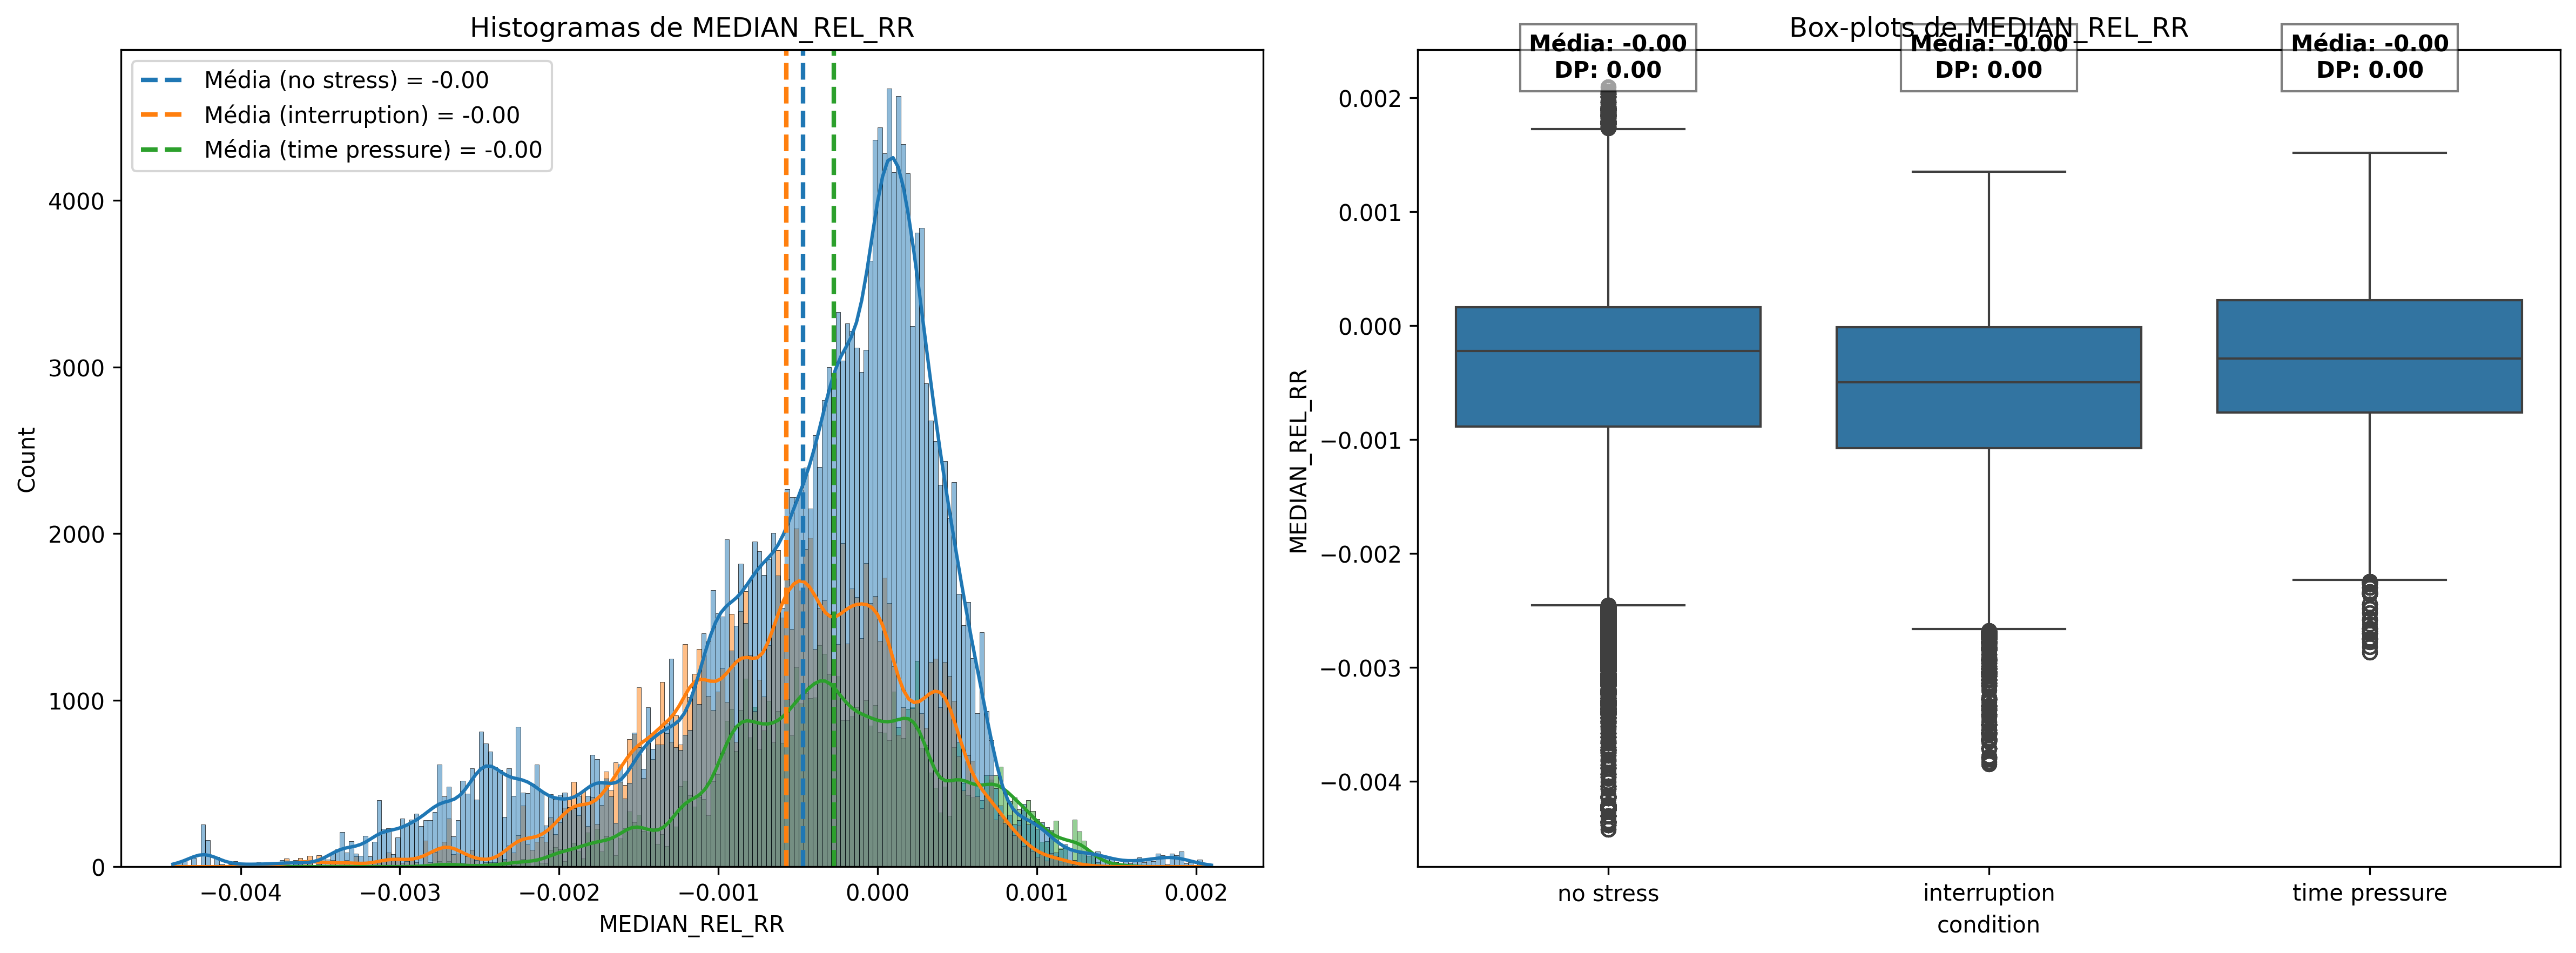 Histogramas de MEDIAN_REL_RR
Média (no stress) = -0.00
Média (interruption) = -0.00
Média (time pressure) = -0.00
4000
3000
2000
1000
0
Count
−0.004
−0.003
−0.002
−0.001
0.000
0.001
0.002
MEDIAN_REL_RR
Box-plots de MEDIAN_REL_RR
Média: -0.00
DP: 0.00
Média: -0.00
DP: 0.00
Média: -0.00
DP: 0.00
0.002
0.001
0.000
−0.001
−0.002
−0.003
−0.004
MEDIAN_REL_RR
no stress
interruption
time pressure
condition